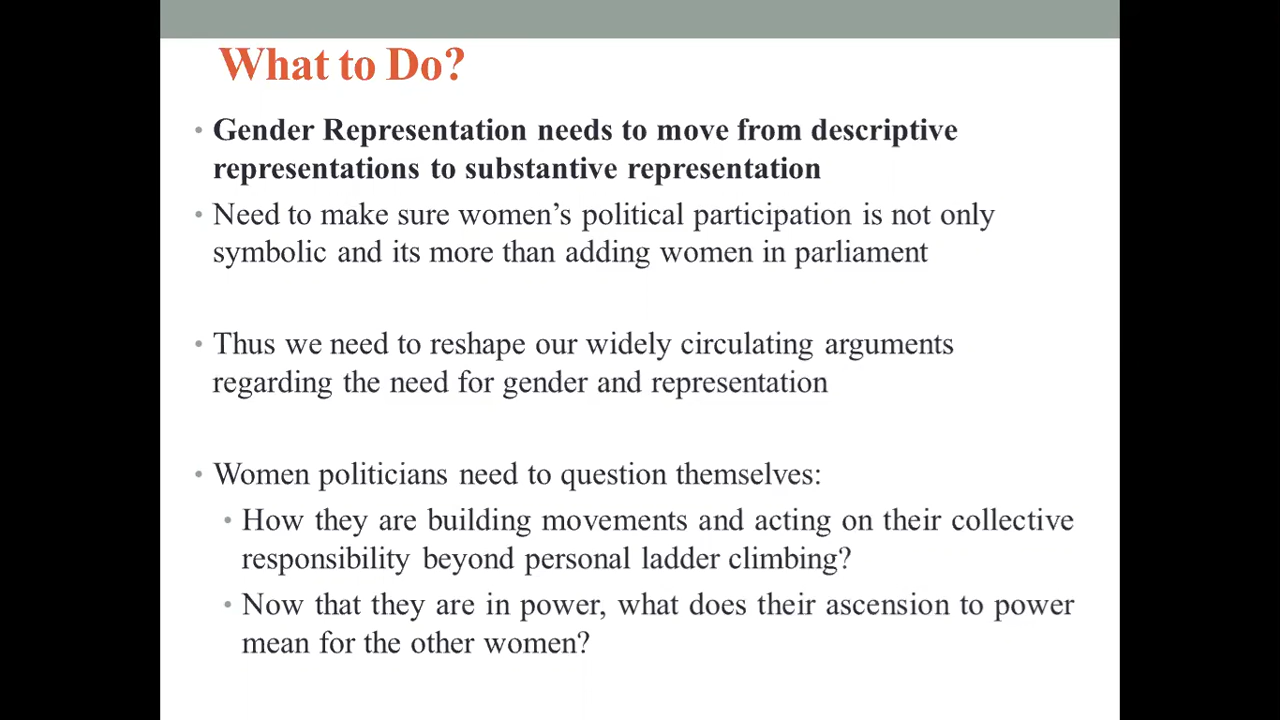 What to Do?
• Gender Representation needs to move from descriptive
representations to substantive representation
• Need to make sure women’s political participation is not only
symbolic and its more than adding women in parliament
• Thus we need to reshape our widely circulating arguments
regarding the need for gender and representation
• Women politicians need to question themselves:
• How they are building movements and acting on their collective
responsibility beyond personal ladder climbing?
• Now that they are in power, what does their ascension to power
mean for the other women?